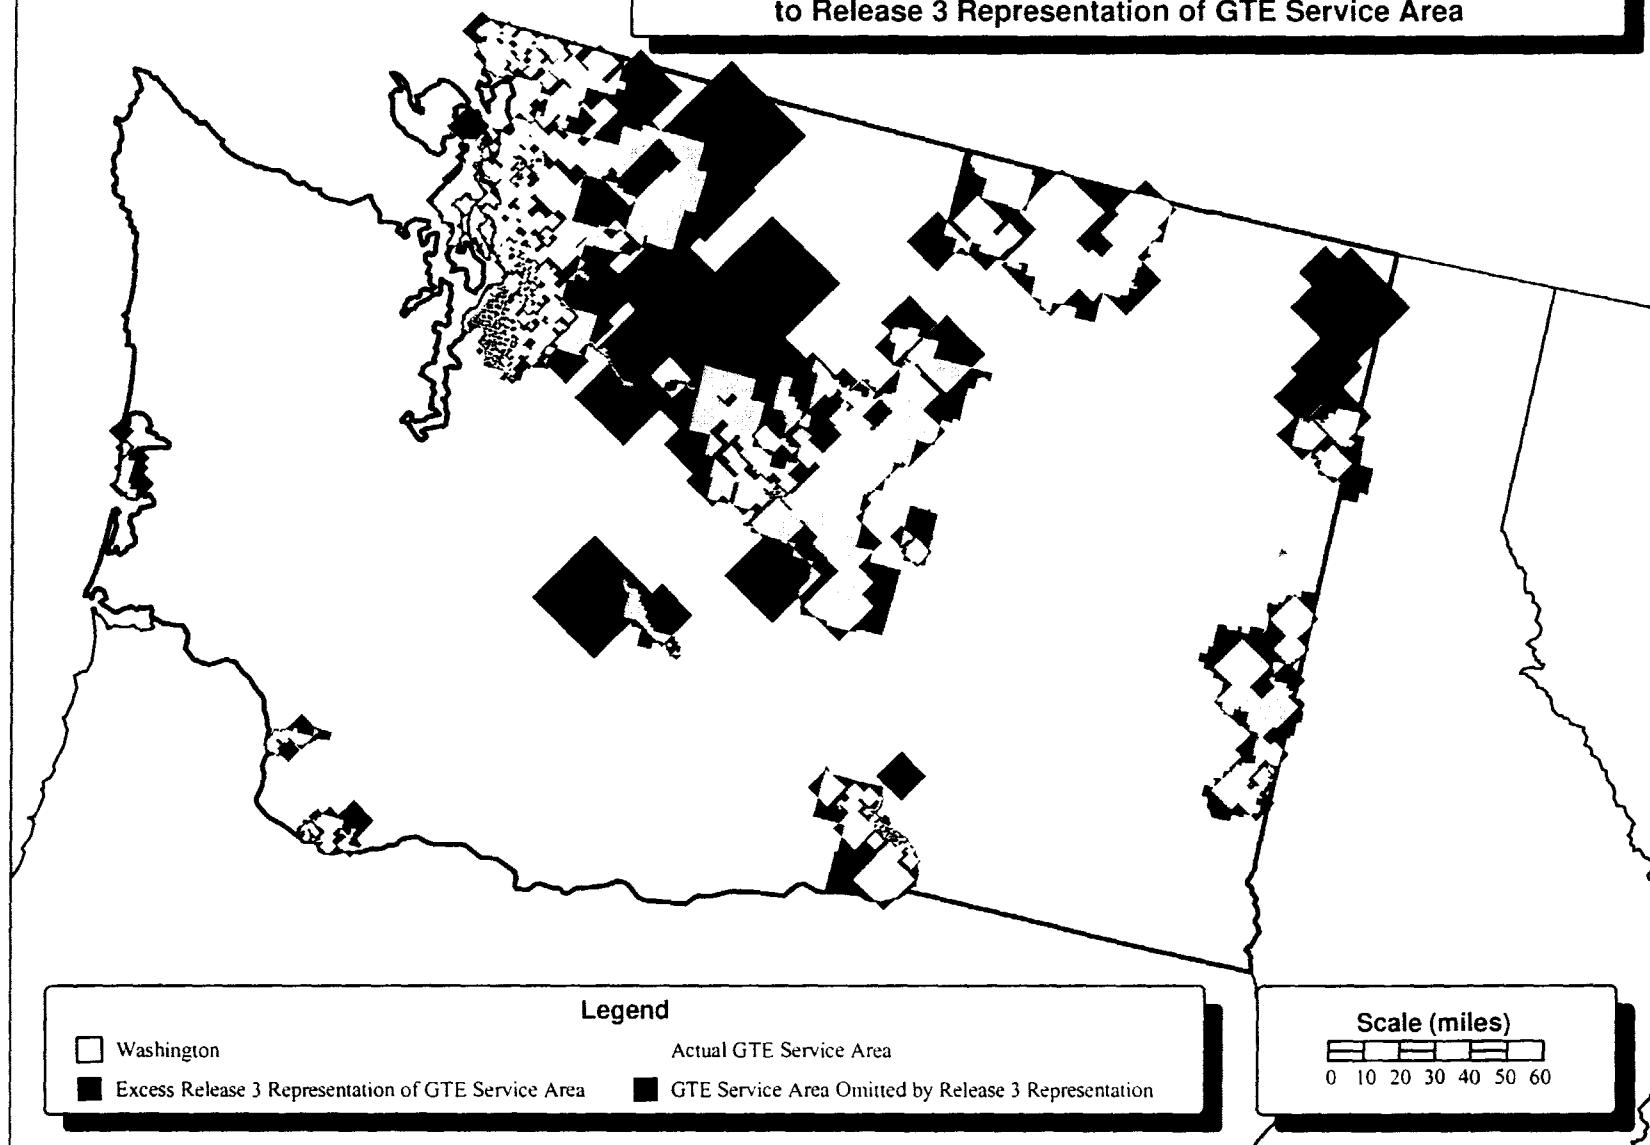 to Release 3 Representation of GTE Service Area
Legend
Washington
Actual GTE Service Area
Excess Release 3 Representation of GTE Service Area
GTE Service Area Omitted by Release 3 Representation
Scale (miles)
0 10 20 30 40 50 60